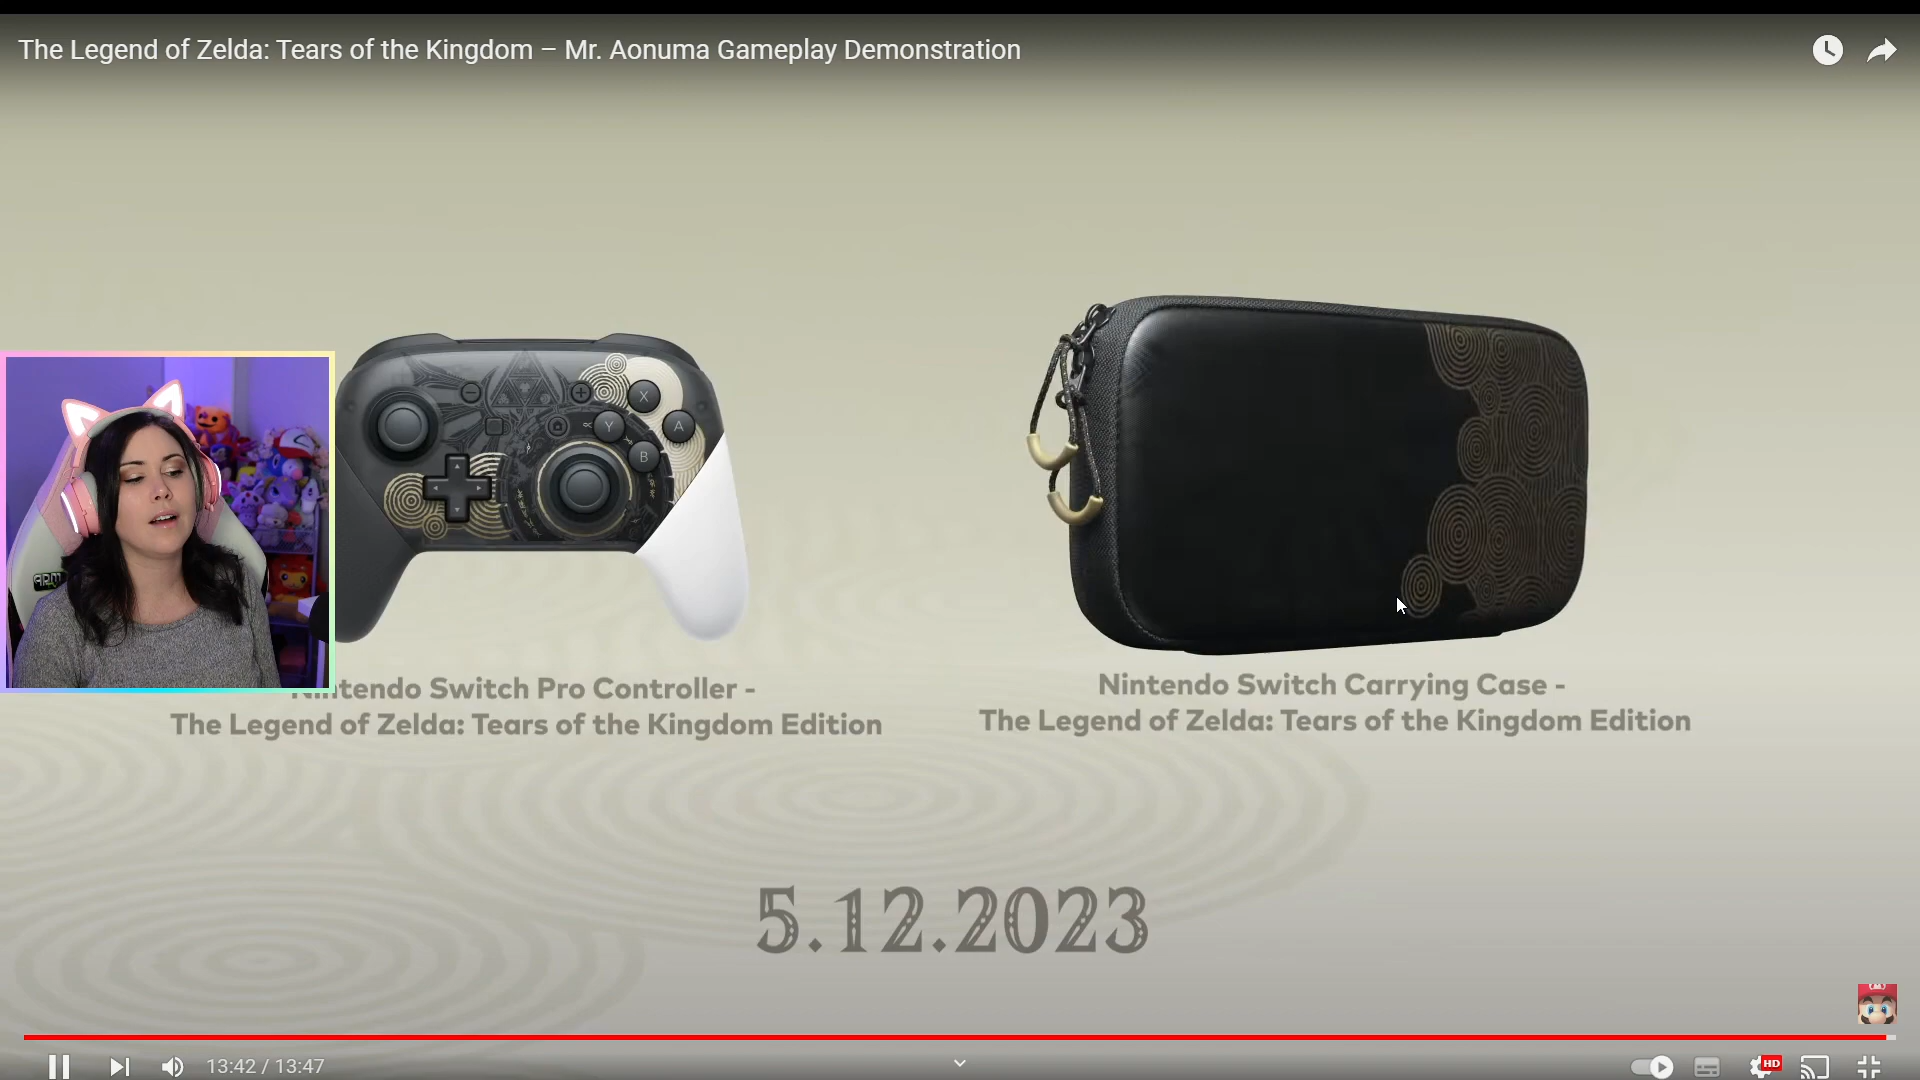 The Legend of Zelda: Tears of the Kingdom – Mr. Aonuma Gameplay Demonstration
X
Y
A
B
Nintendo Switch Pro Controller -
The Legend of Zelda: Tears of the Kingdom Edition
Nintendo Switch Carrying Case -
The Legend of Zelda: Tears of the Kingdom Edition
5.12.2023
M
13:42 / 13:47
HD